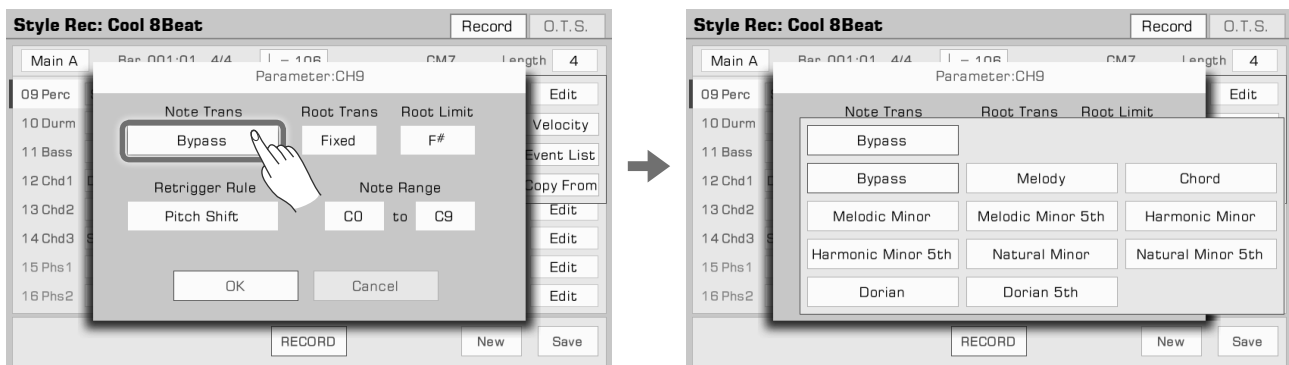 Style Rec: Cool 8Beat Record O.T.S.
Main A Bar 001:01 4/4 = 106 CM7 Length 4
Parameter:CH9
09 Perc Edit
Note Trans Root Trans Root Limit
10 Durm Velocity
Bypass Fixed F#
11 Bass Event List
12 Chd1 Copy From
Retrigger Rule Note Range
13 Chd2 Edit
Pitch Shift C0 to C9
14 Chd3 Edit
15 Phs1 Edit
OK Cancel
16 Phs2 Edit
RECORD New Save
Style Rec: Cool 8Beat Record O.T.S.
Main A Bar 001:01 4/4 = 106 CM7 Length 4
Parameter:CH9
09 Perc Edit
Note Trans Root Trans Root Limit
10 Durm
Bypass
11 Bass
12 Chd1
Bypass Melody Chord
13 Chd2
Melodic Minor Melodic Minor 5th Harmonic Minor
14 Chd3
Harmonic Minor 5th Natural Minor Natural Minor 5th
15 Phs1
16 Phs2
Dorian Dorian 5th
RECORD New Save